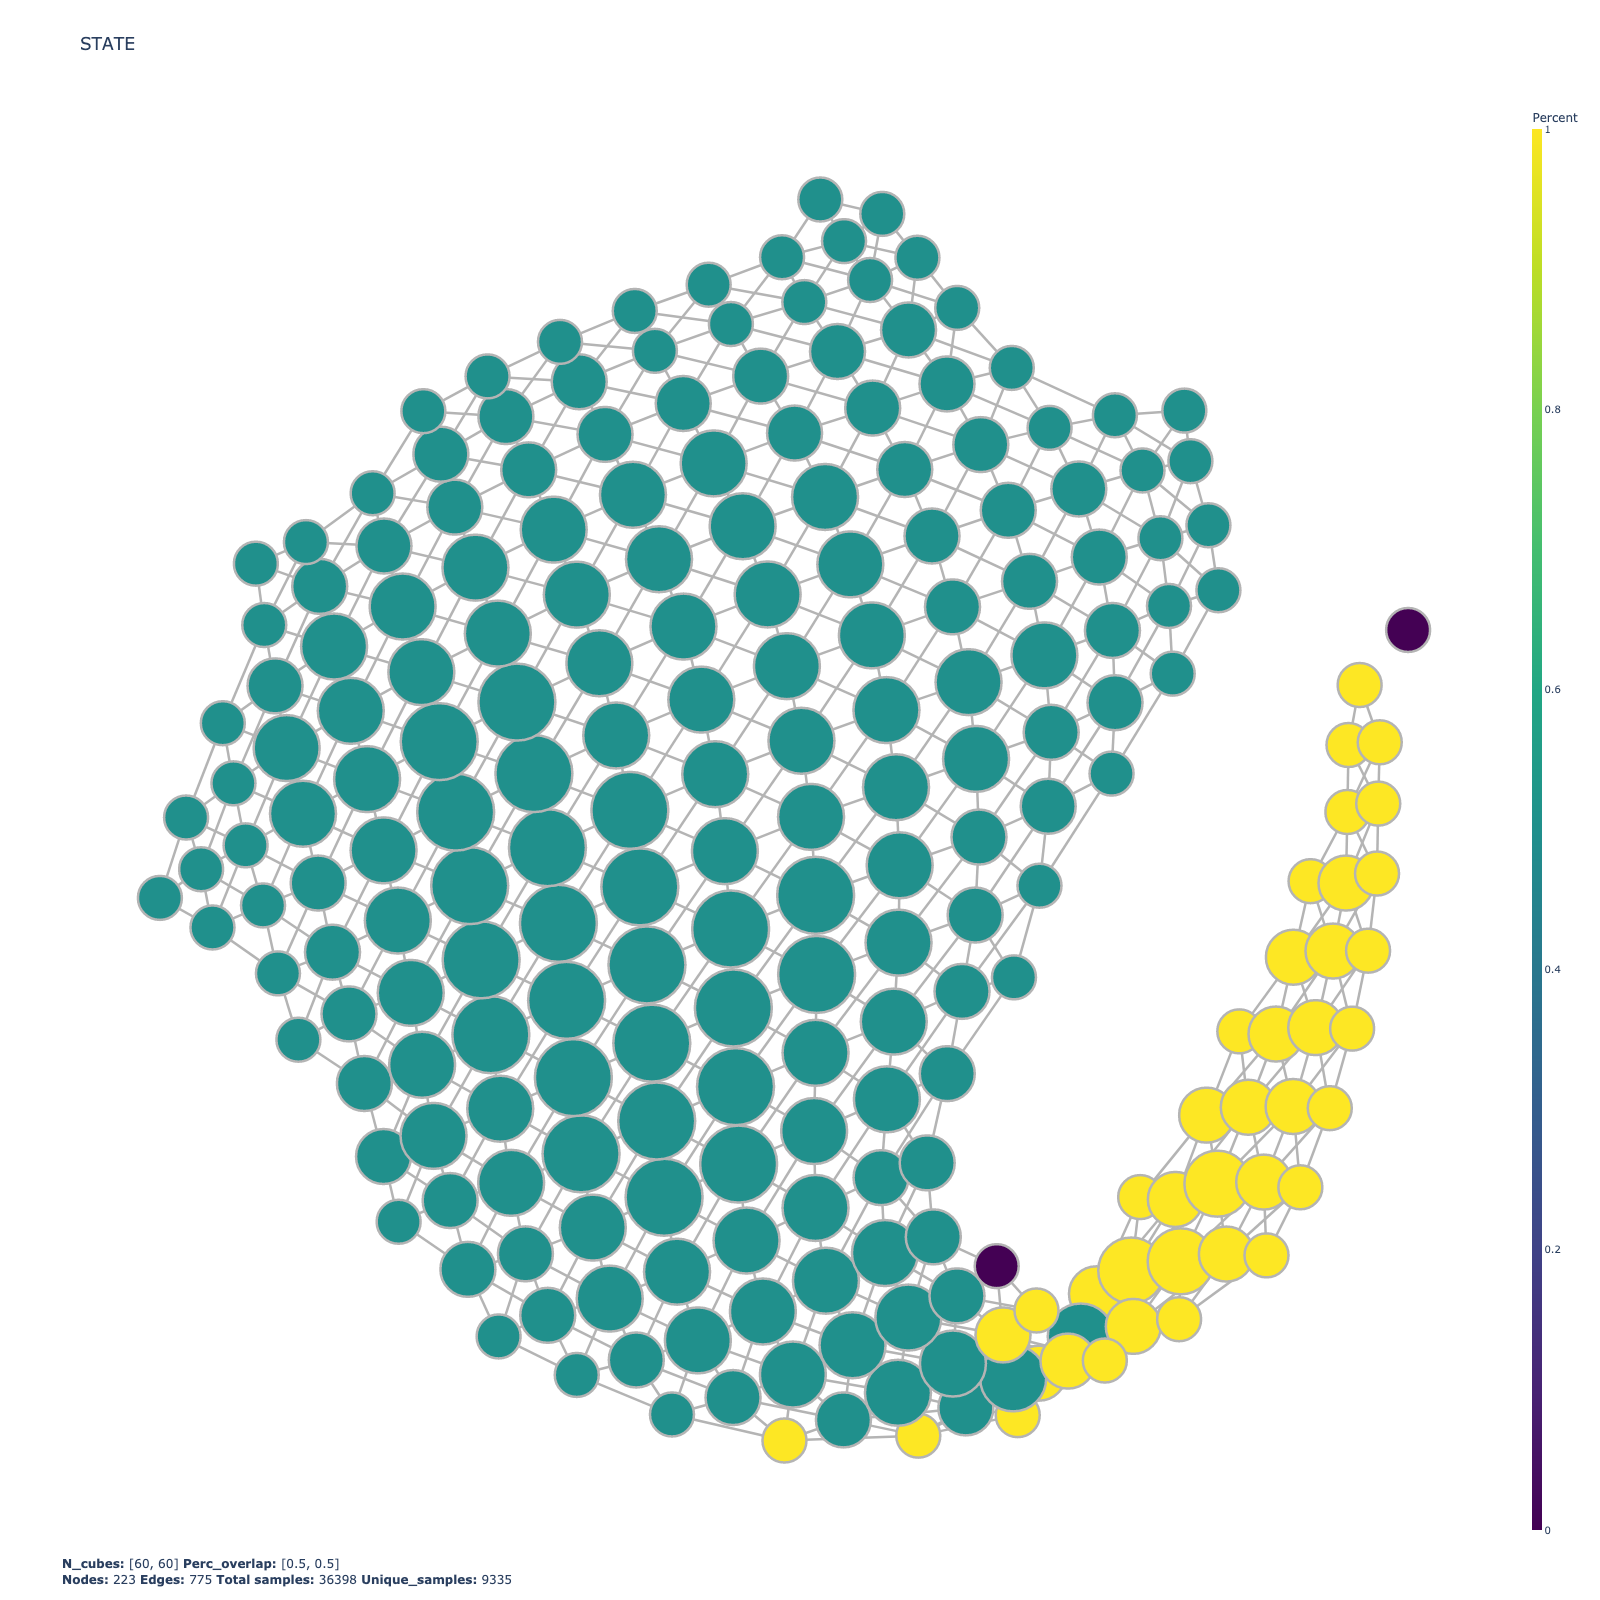 STATE
Percent
1
0.8
0.6
0.4
0.2
0
N_cubes: [60, 60] Perc_overlap: [0.5, 0.5]
Nodes: 223 Edges: 775 Total samples: 36398 Unique_samples: 9335